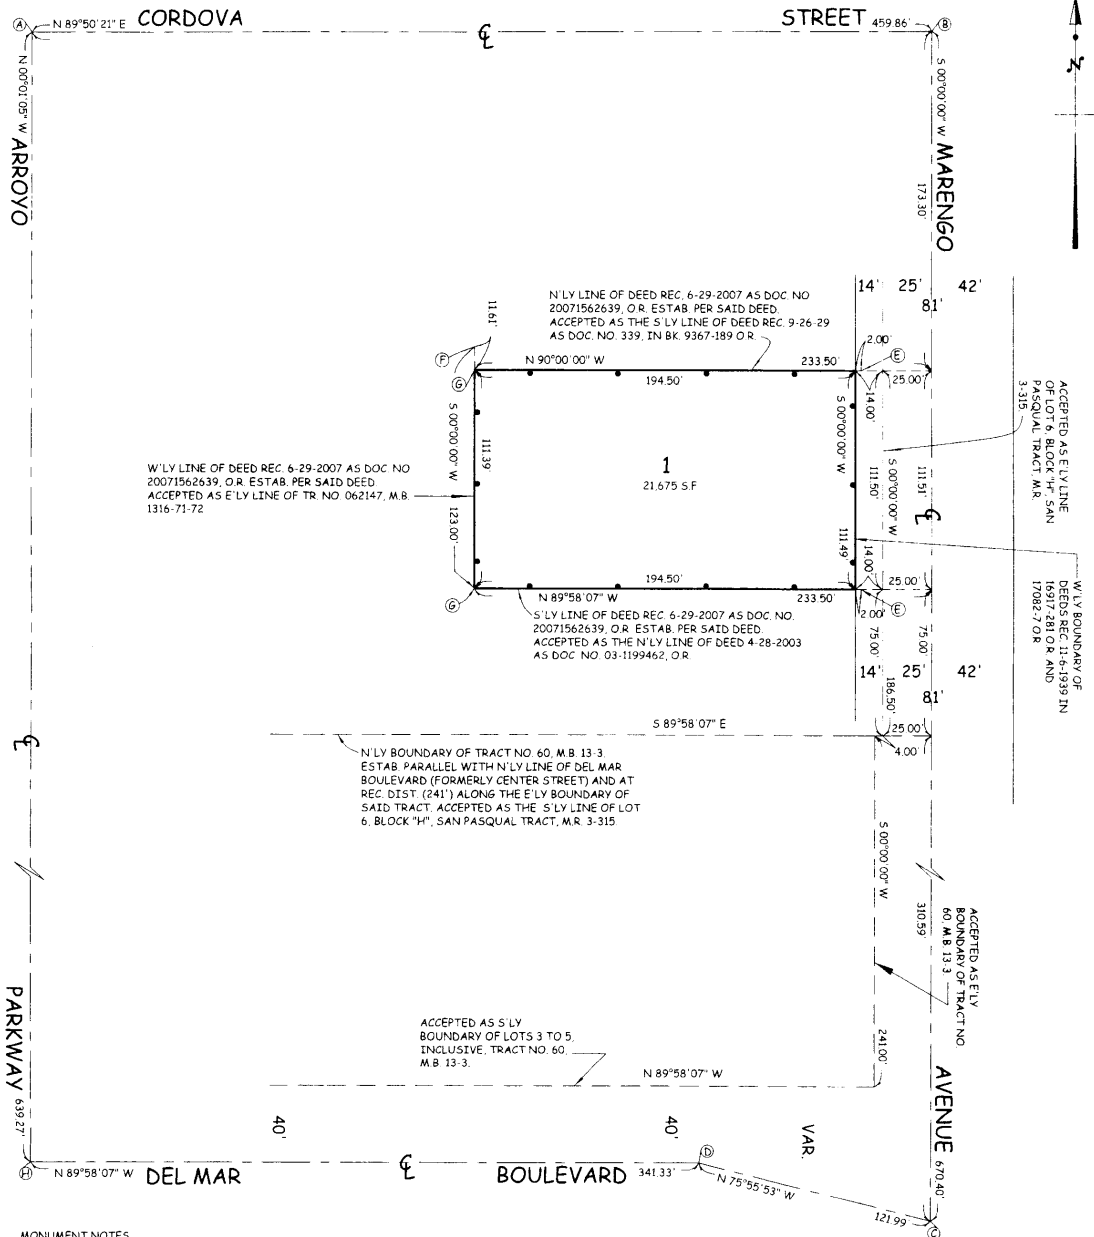 A N 89°50'21" E CORDOVA
STREET 459.86' B
N 00°01'05" W ARROYO
S 00°00'00" W MARENGO
173.30'
14' 25' 42'
81'
N'LY LINE OF DEED REC. 6-29-2007 AS DOC. NO
20071562639, O.R. ESTAB. PER SAID DEED.
ACCEPTED AS THE S'LY LINE OF DEED REC. 9-26-29
AS DOC. NO. 339, IN BK. 9367-189 O.R.
11.61'
F
G
N 90°00'00" W
233.50'
194.50'
2.00'
E
25.00'
14.00'
ACCEPTED AS E'LY LINE
OF LOT 6, BLOCK "H", SAN
PASQUAL TRACT, M.R.
3-315.
S 00°00'00" W
111.39'
123.00'
1
21,675 S.F
S 00°00'00" W
111.49'
S 00°00'00" W
111.50'
111.51'
W'LY LINE OF DEED REC. 6-29-2007 AS DOC. NO
20071562639, O.R. ESTAB. PER SAID DEED
ACCEPTED AS E'LY LINE OF TR. NO. 062147, M.B.
1316-71-72
W'LY BOUNDARY OF
DEEDS REC. 11-6-1939 IN
16917-281 O.R. AND
17082-7 O.R
194.50'
14.00'
25.00'
G
N 89°58'07" W
233.50'
E
2.00'
S'LY LINE OF DEED REC. 6-29-2007 AS DOC. NO.
20071562639, O.R. ESTAB. PER SAID DEED.
ACCEPTED AS THE N'LY LINE OF DEED 4-28-2003
AS DOC NO. 03-1199462, O.R.
75.00'
75.00'
14' 25' 42'
81'
186.50'
S 89°58'07" E
25.00'
4.00'
N'LY BOUNDARY OF TRACT NO. 60, M.B. 13-3.
ESTAB. PARALLEL WITH N'LY LINE OF DEL MAR
BOULEVARD (FORMERLY CENTER STREET) AND AT
REC. DIST. (241') ALONG THE E'LY BOUNDARY OF
SAID TRACT. ACCEPTED AS THE S'LY LINE OF LOT
6, BLOCK "H", SAN PASQUAL TRACT, M.R. 3-315.
S 00°00'00" W
310.59'
ACCEPTED AS E'LY
BOUNDARY OF TRACT NO.
60, M.B. 13-3.
241.00'
ACCEPTED AS S'LY
BOUNDARY OF LOTS 3 TO 5,
INCLUSIVE, TRACT NO. 60,
M.B. 13-3.
N 89°58'07" W
PARKWAY 639.27'
AVENUE 670.40'
40'
40'
VAR.
H N 89°58'07" W DEL MAR
BOULEVARD 341.33'
D
N 75°55'53" W
121.99'
C
MONUMENT NOTES
N